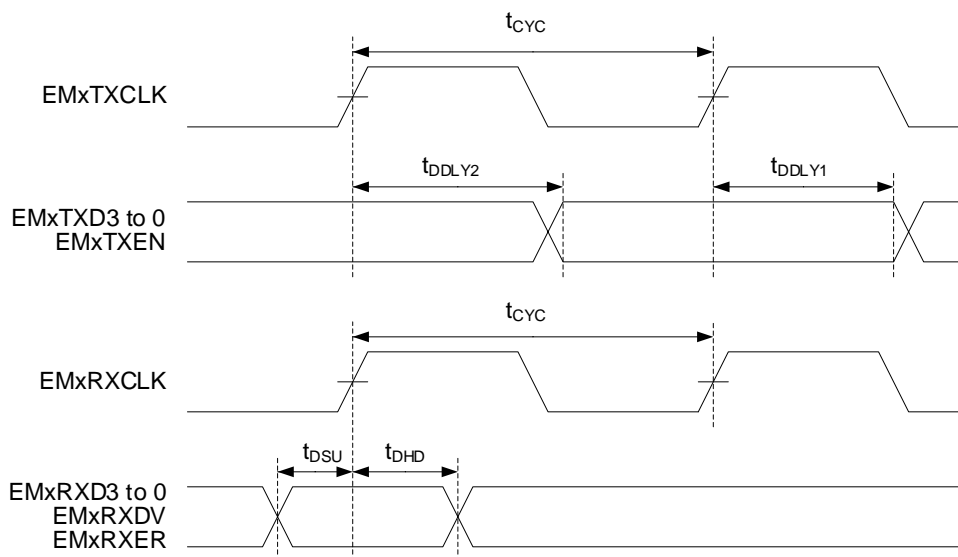 tCYC
EMxTXCLK
tDDLY2
tDDLY1
EMxTXD3 to 0
EMxTXEN
tCYC
EMxRXCLK
tDSU
tDHD
EMxRXD3 to 0
EMxRXDV
EMxRXER